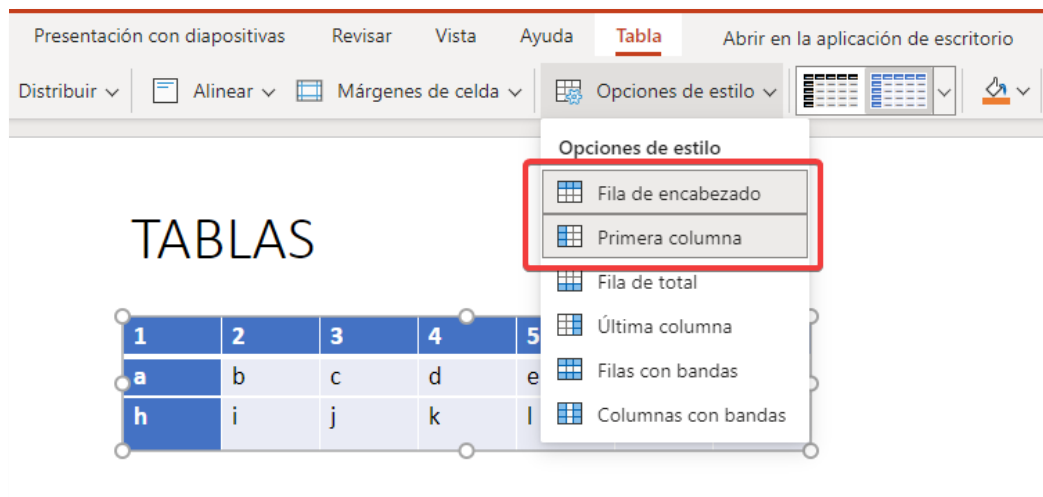 Presentación con diapositivas Revisar Vista Ayuda Tabla Abrir en la aplicación de escritorio
Distribuir Alinear Márgenes de celda Opciones de estilo
Opciones de estilo
Fila de encabezado
Primera columna
Fila de total
Última columna
Filas con bandas
Columnas con bandas
TABLAS
1 2 3 4 5
a b c d e
h i j k l